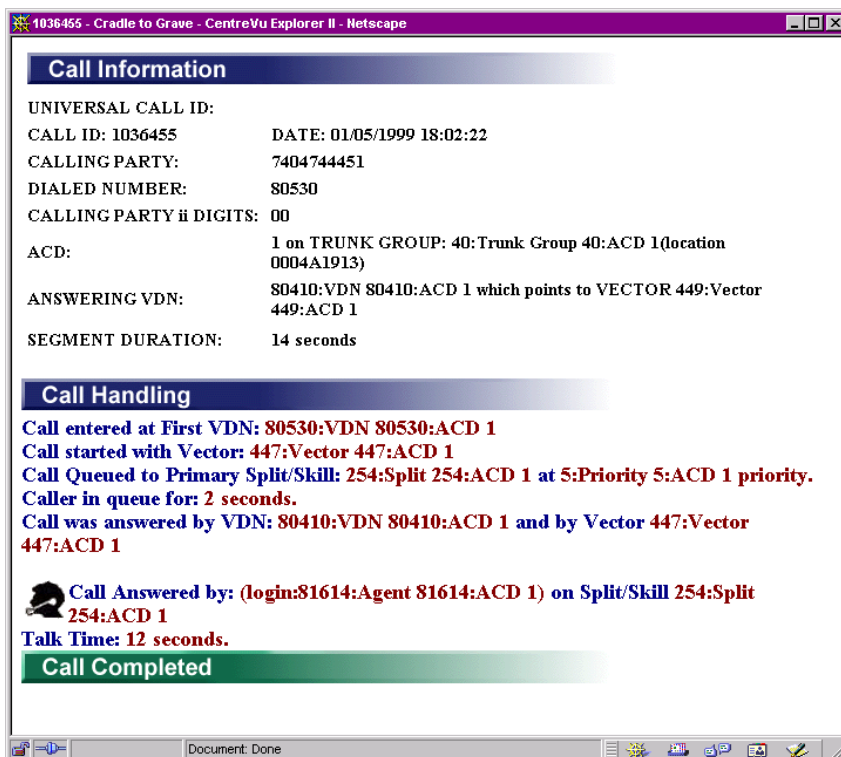 1036455 - Cradle to Grave - CentreVu Explorer II - Netscape
Call Information
UNIVERSAL CALL ID:
CALL ID: 1036455 DATE: 01/05/1999 18:02:22
CALLING PARTY: 7404744451
DIALED NUMBER: 80530
CALLING PARTY ii DIGITS: 00
ACD: 1 on TRUNK GROUP: 40:Trunk Group 40:ACD 1(location
0004A1913)
ANSWERING VDN: 80410:VDN 80410:ACD 1 which points to VECTOR 449:Vector
449:ACD 1
SEGMENT DURATION: 14 seconds
Call Handling
Call entered at First VDN: 80530:VDN 80530:ACD 1
Call started with Vector: 447:Vector 447:ACD 1
Call Queued to Primary Split/Skill: 254:Split 254:ACD 1 at 5:Priority 5:ACD 1 priority.
Caller in queue for: 2 seconds.
Call was answered by VDN: 80410:VDN 80410:ACD 1 and by Vector 447:Vector
447:ACD 1
Call Answered by: (login:81614:Agent 81614:ACD 1) on Split/Skill 254:Split
254:ACD 1
Talk Time: 12 seconds.
Call Completed
Document: Done